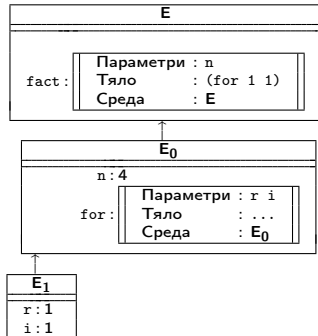 E
Параметри : n
fact : Тяло : (for 1 1)
Среда : E
E₀
n : 4
Параметри : r i
for : Тяло : ...
Среда : E₀
E₁
r : 1
i : 1